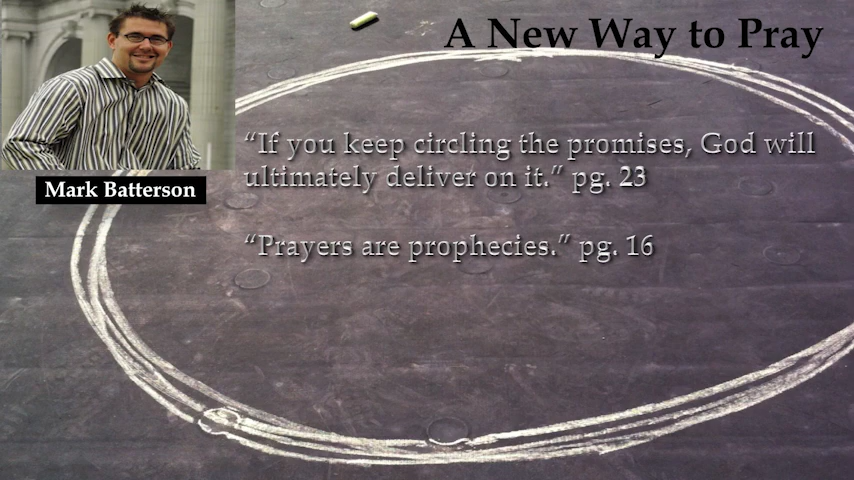 A New Way to Pray
“If you keep circling the promises, God will
ultimately deliver on it.” pg. 23
Mark Batterson
“Prayers are prophecies.” pg. 16